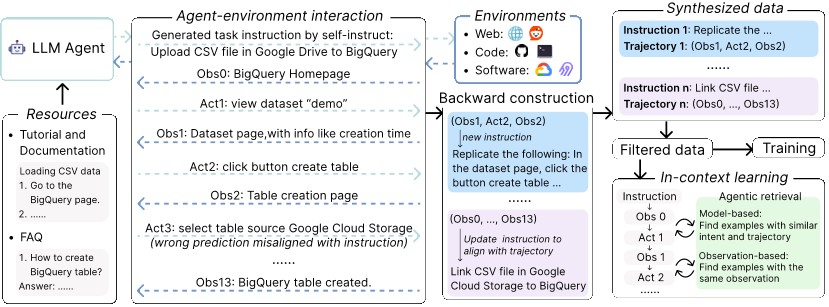 LLM Agent
Resources
• Tutorial and
Documentation
Loading CSV data
1. Go to the
BigQuery page.
2. ......
• FAQ
1. How to create
BigQuery table?
Answer: ......
Agent-environment interaction
Generated task instruction by self-instruct:
Upload CSV file in Google Drive to BigQuery
Obs0: BigQuery Homepage
Act1: view dataset “demo”
Obs1: Dataset page,with info like creation time
Act2: click button create table
Obs2: Table creation page
Act3: select table source Google Cloud Storage
(wrong prediction misaligned with instruction)
......
Obs13: BigQuery table created.
Environments
• Web:
• Code:
• Software:
Backward construction
(Obs1, Act2, Obs2)
new instruction
Replicate the following: In
the dataset page, click the
button create table ...
......
(Obs0, ..., Obs13)
Update instruction to
align with trajectory
Link CSV file in Google
Cloud Storage to BigQuery
Synthesized data
Instruction 1: Replicate the ...
Trajectory 1: (Obs1, Act2, Obs2)
......
Instruction n: Link CSV file ...
Trajectory n: (Obs0, ..., Obs13)
Filtered data
Training
In-context learning
Instruction
Obs 0
Act 1
Obs 1
Act 2
......
Agentic retrieval
Model-based:
Find examples with similar
intent and trajectory
Observation-based:
Find examples with the
same observation